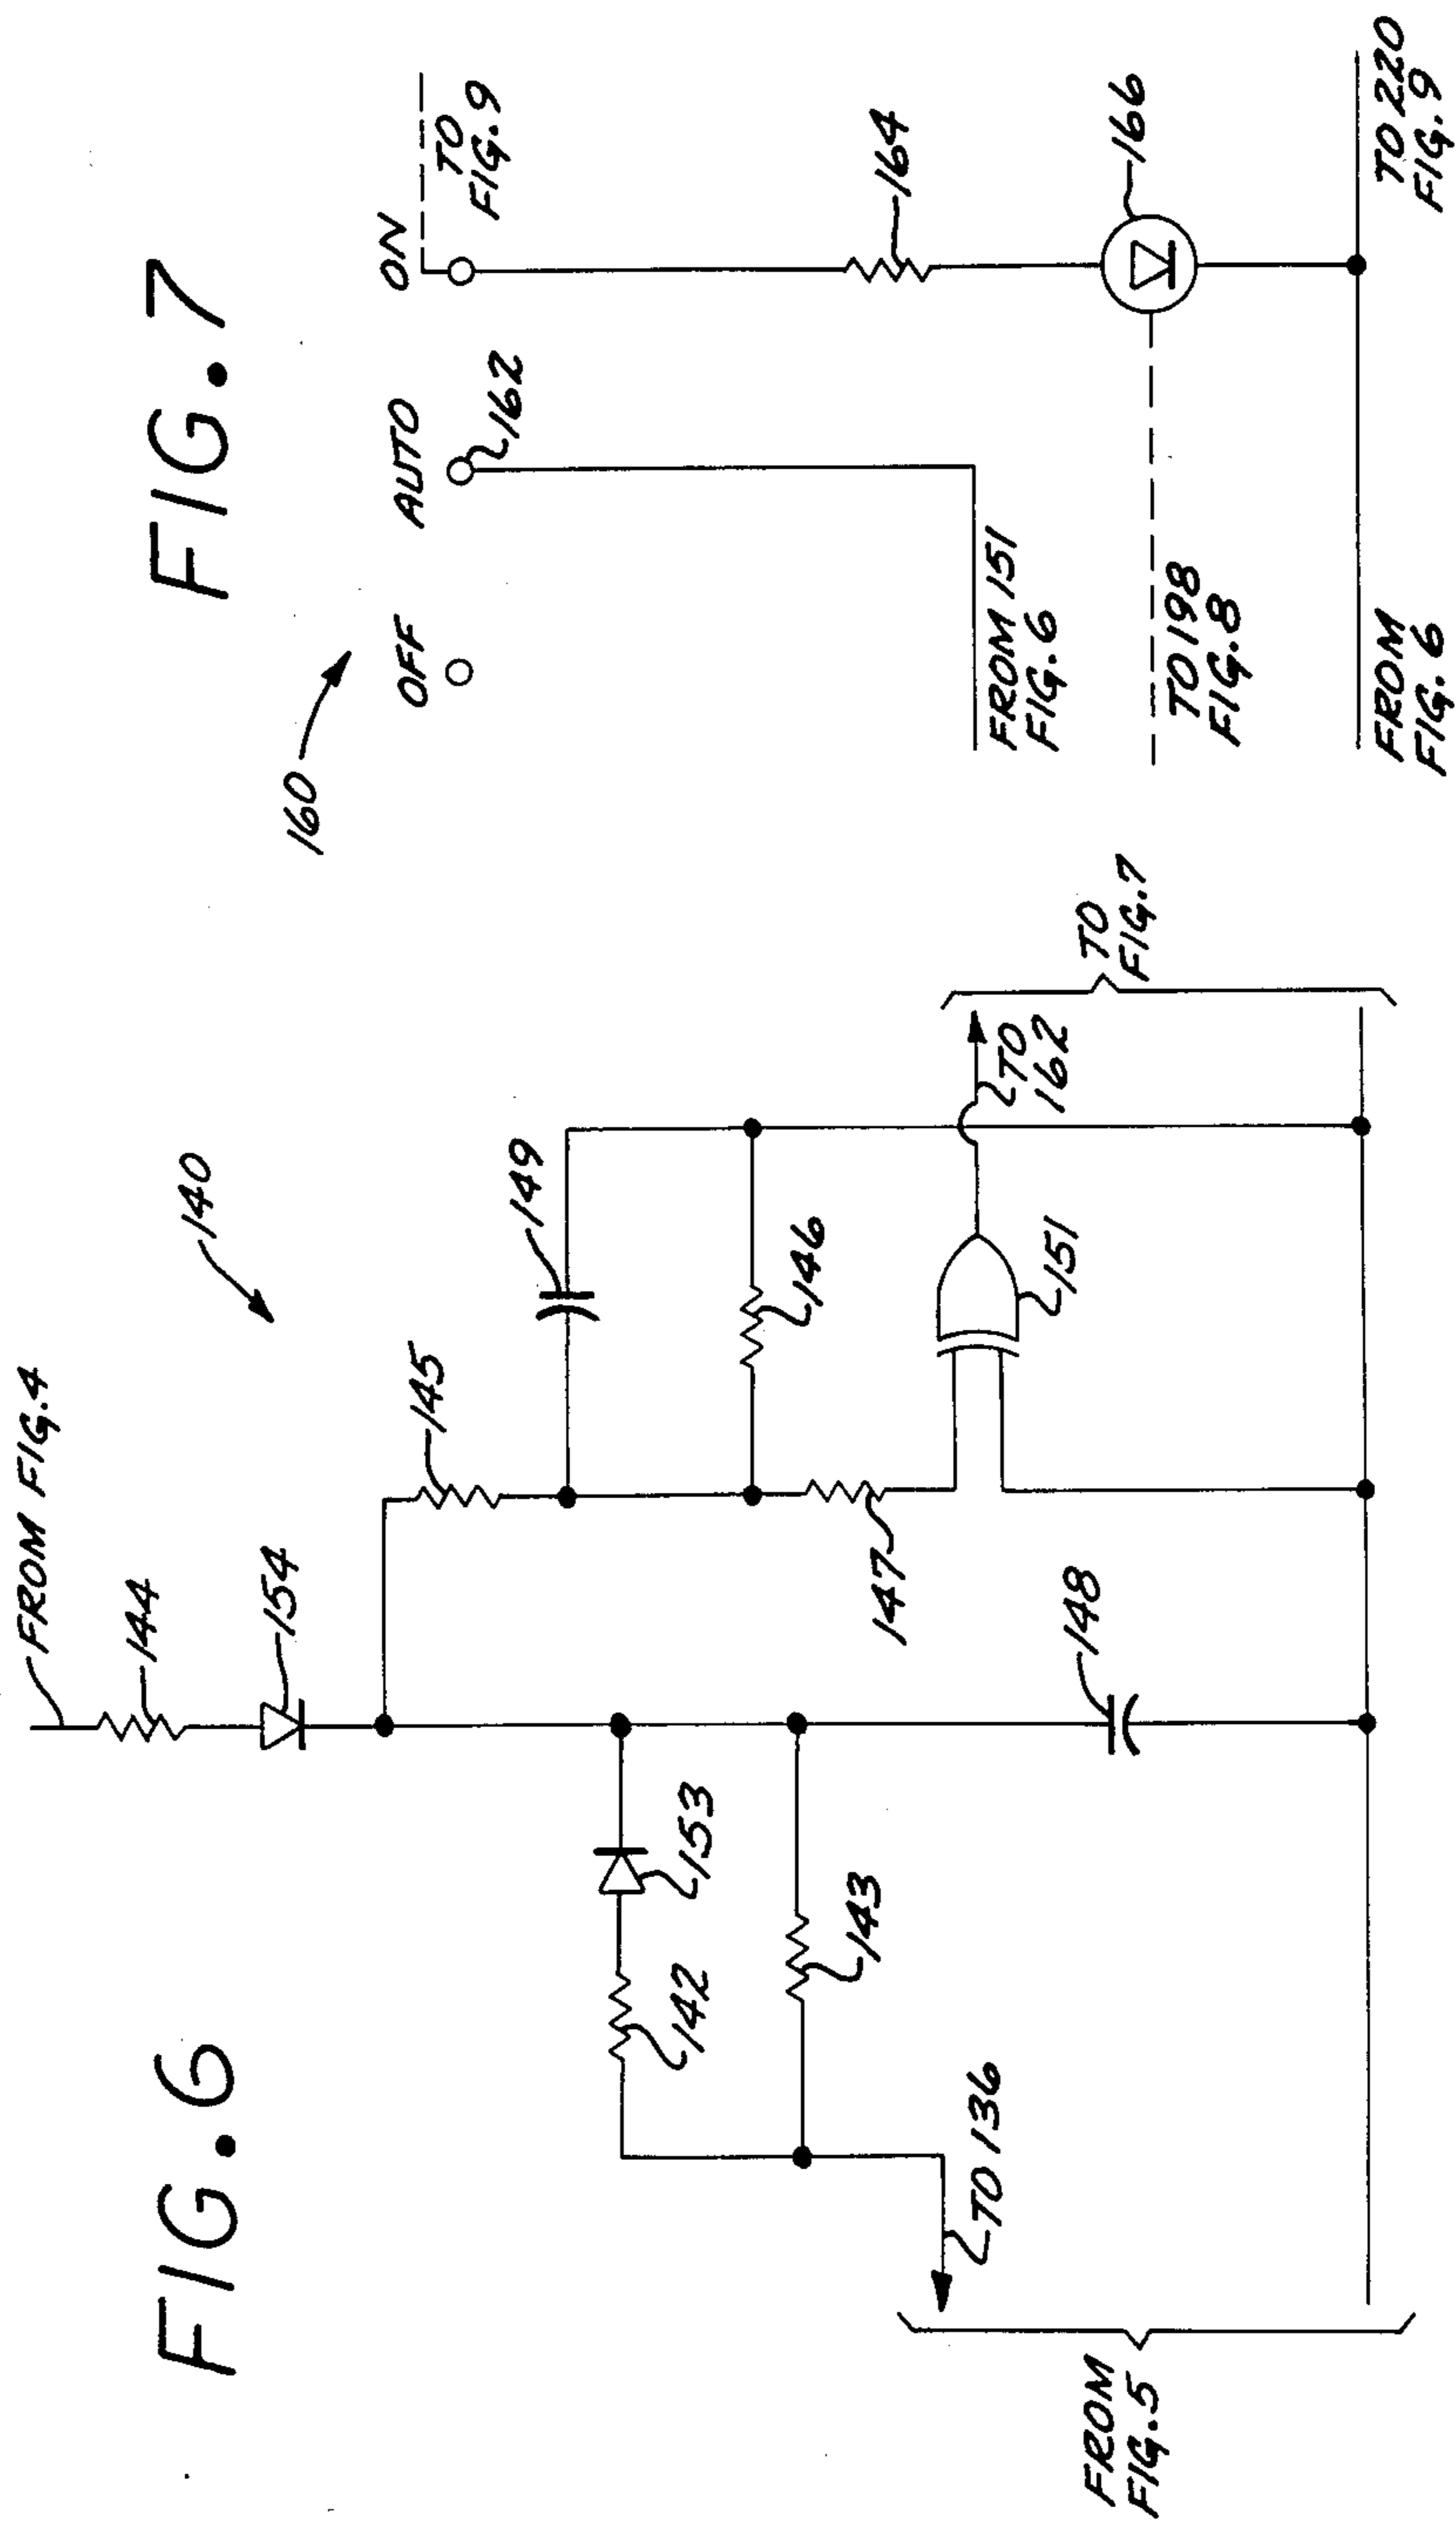 FIG. 6
140
FROM FIG. 4
144
154
145
149
146
147
151
TO
162
TO
FIG. 7
142
153
143
148
TO 136
FROM
FIG. 5
FIG. 7
160
OFF
AUTO
ON
162
TO
FIG. 9
164
166
FROM 151
FIG. 6
TO 198
FIG. 8
FROM
FIG. 6
TO 220
FIG. 9